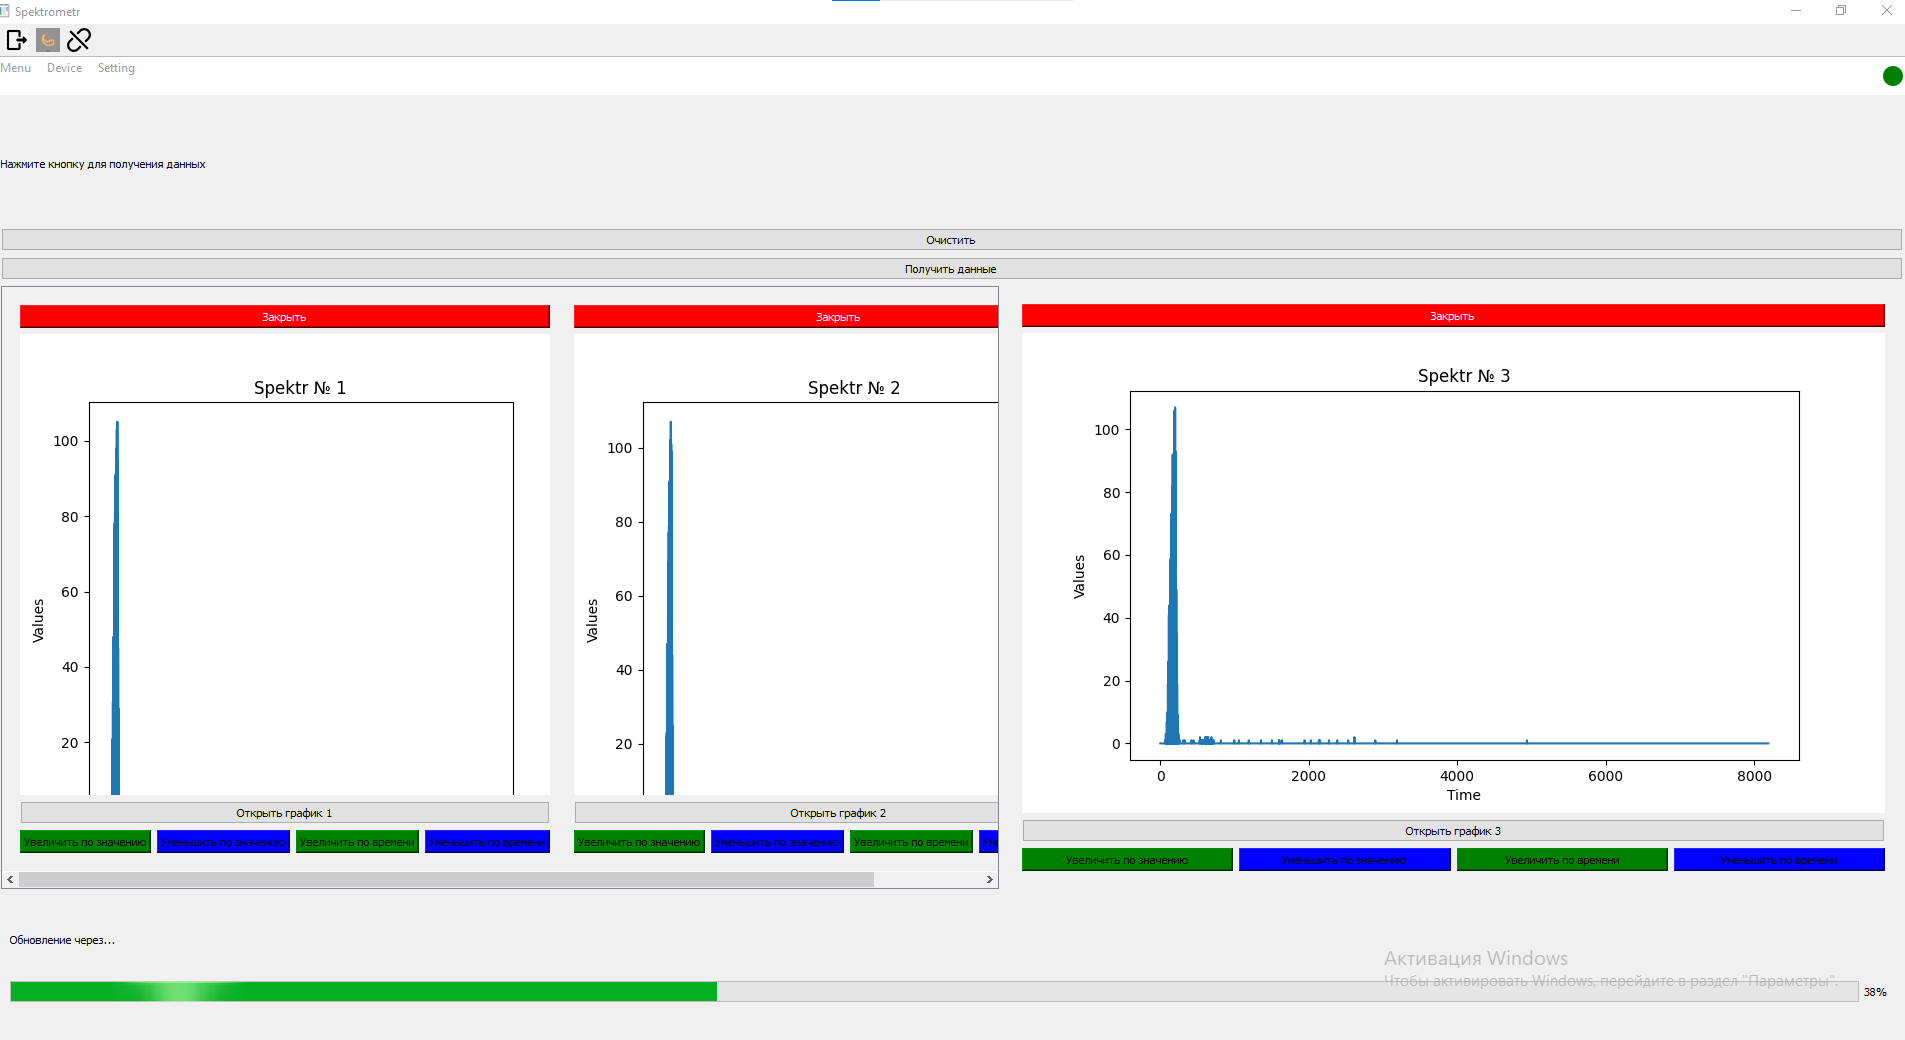 Spektrometr
Menu Device Setting
Нажмите кнопку для получения данных
Очистить
Получить данные
Закрыть
Spektr № 1
100
80
60
40
20
Values
Открыть график 1
Увеличить по значению Уменьшить по значению Увеличить по времени Уменьшить по времени
Закрыть
Spektr № 2
100
80
60
40
20
Values
Открыть график 2
Увеличить по значению Уменьшить по значению Увеличить по времени
Закрыть
Spektr № 3
100
80
60
40
20
0
Values
0 2000 4000 6000 8000
Time
Открыть график 3
Увеличить по значению Уменьшить по значению Увеличить по времени Уменьшить по времени
Обновление через...
Активация Windows
Чтобы активировать Windows, перейдите в раздел "Параметры".
38%